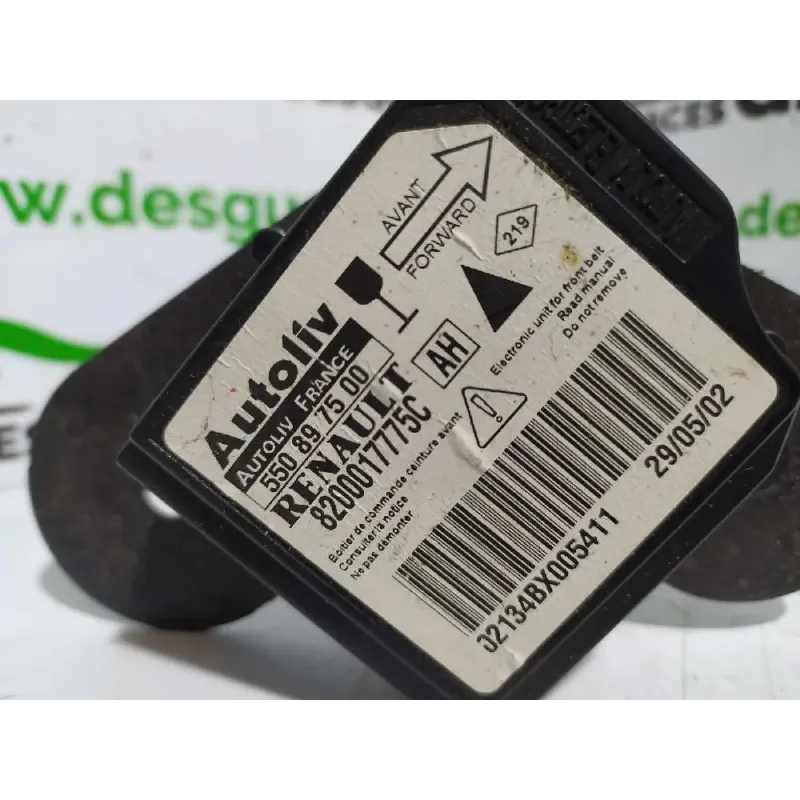 www.desgu
NCES
Autoliv
AUTOLIV FRANCE
550 89 75 00
RENAULT
8200017775C
AH
AVANT
FORWARD
219
Electronic unit for front belt
Read manual
Do not remove
Boitier de commande ceinture avant
Consulter la notice
Ne pas démonter
02134BX005411
29/05/02